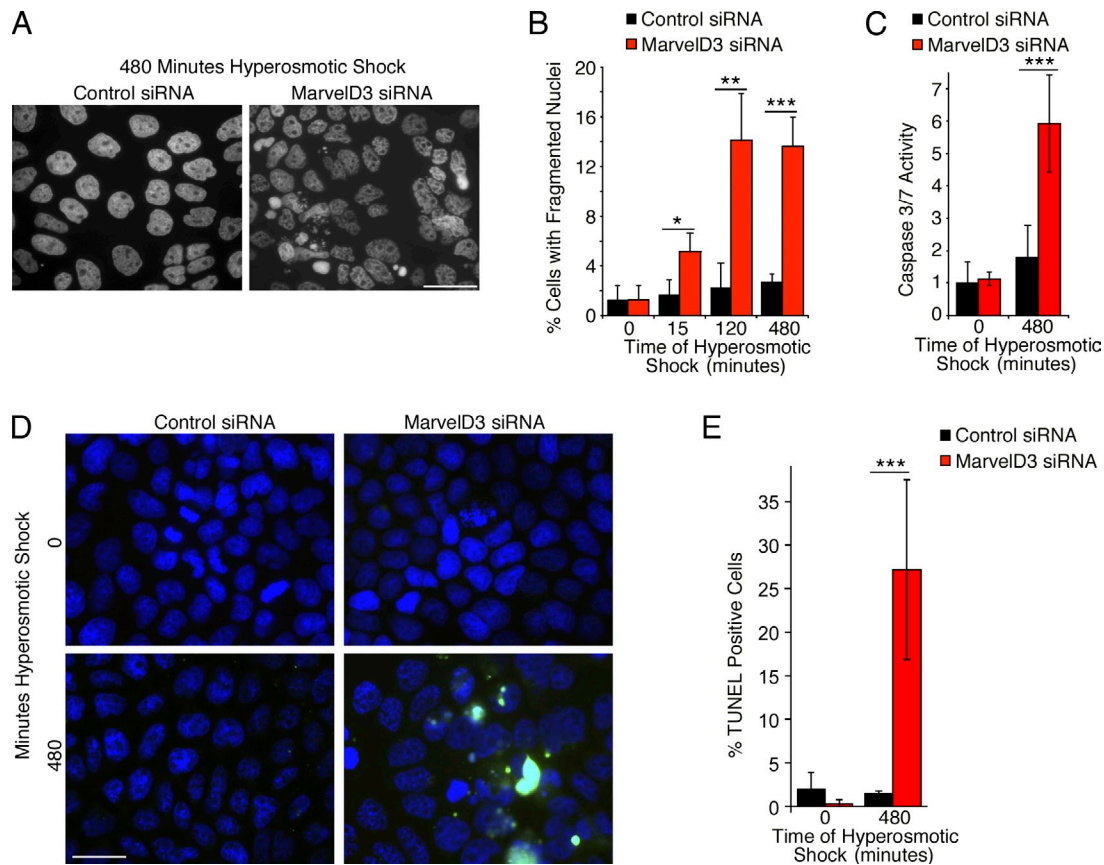 A
480 Minutes Hyperosmotic Shock
Control siRNA
MarvelD3 siRNA
B
Control siRNA
MarvelD3 siRNA
% Cells with Fragmented Nuclei
20
16
12
8
4
0
*
**
***
0 15 120 480
Time of Hyperosmotic
Shock (minutes)
C
Control siRNA
MarvelD3 siRNA
Caspase 3/7 Activity
7
6
5
4
3
2
1
0
***
0 480
Time of Hyperosmotic
Shock (minutes)
D
Control siRNA
MarvelD3 siRNA
Minutes Hyperosmotic Shock
0
480
E
Control siRNA
MarvelD3 siRNA
% TUNEL Positive Cells
35
30
25
20
15
10
5
0
***
0 480
Time of Hyperosmotic
Shock (minutes)